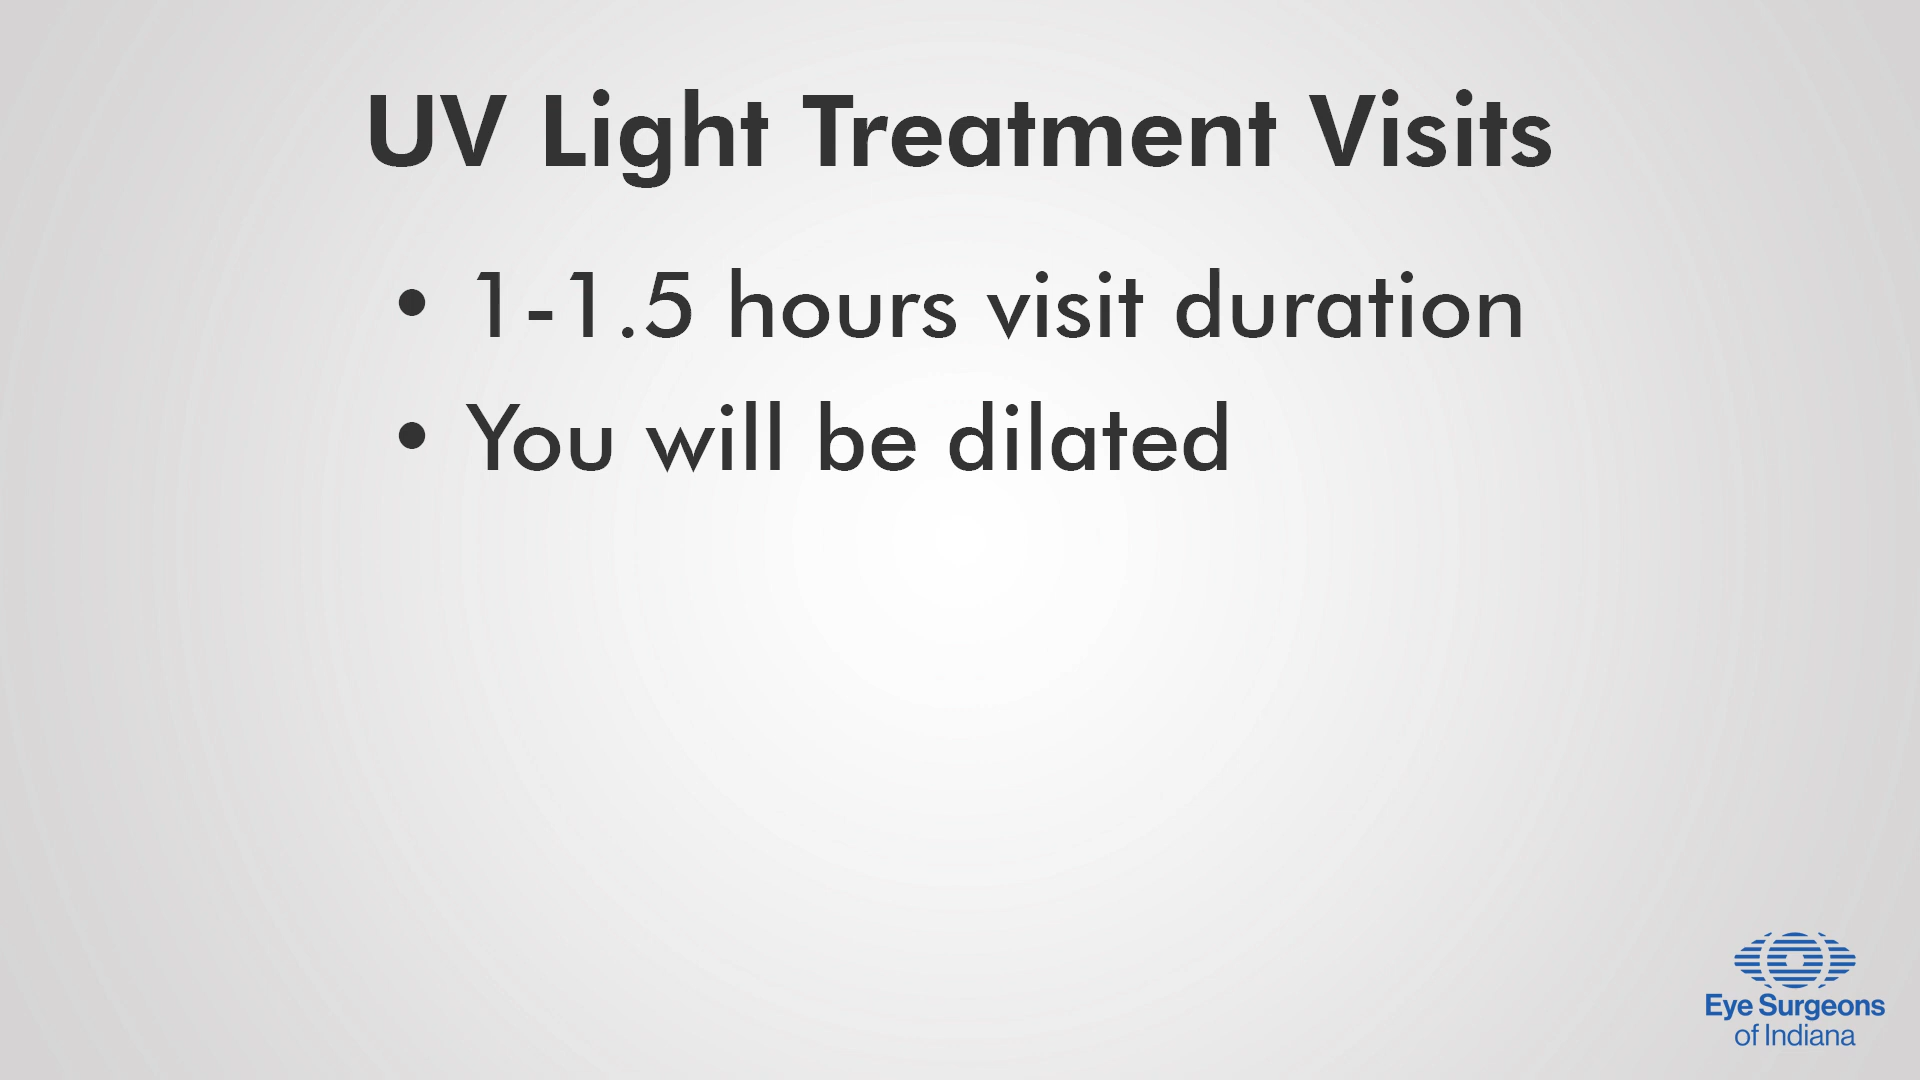 UV Light Treatment Visits
• 1-1.5 hours visit duration
• You will be dilated
Eye Surgeons
of Indiana